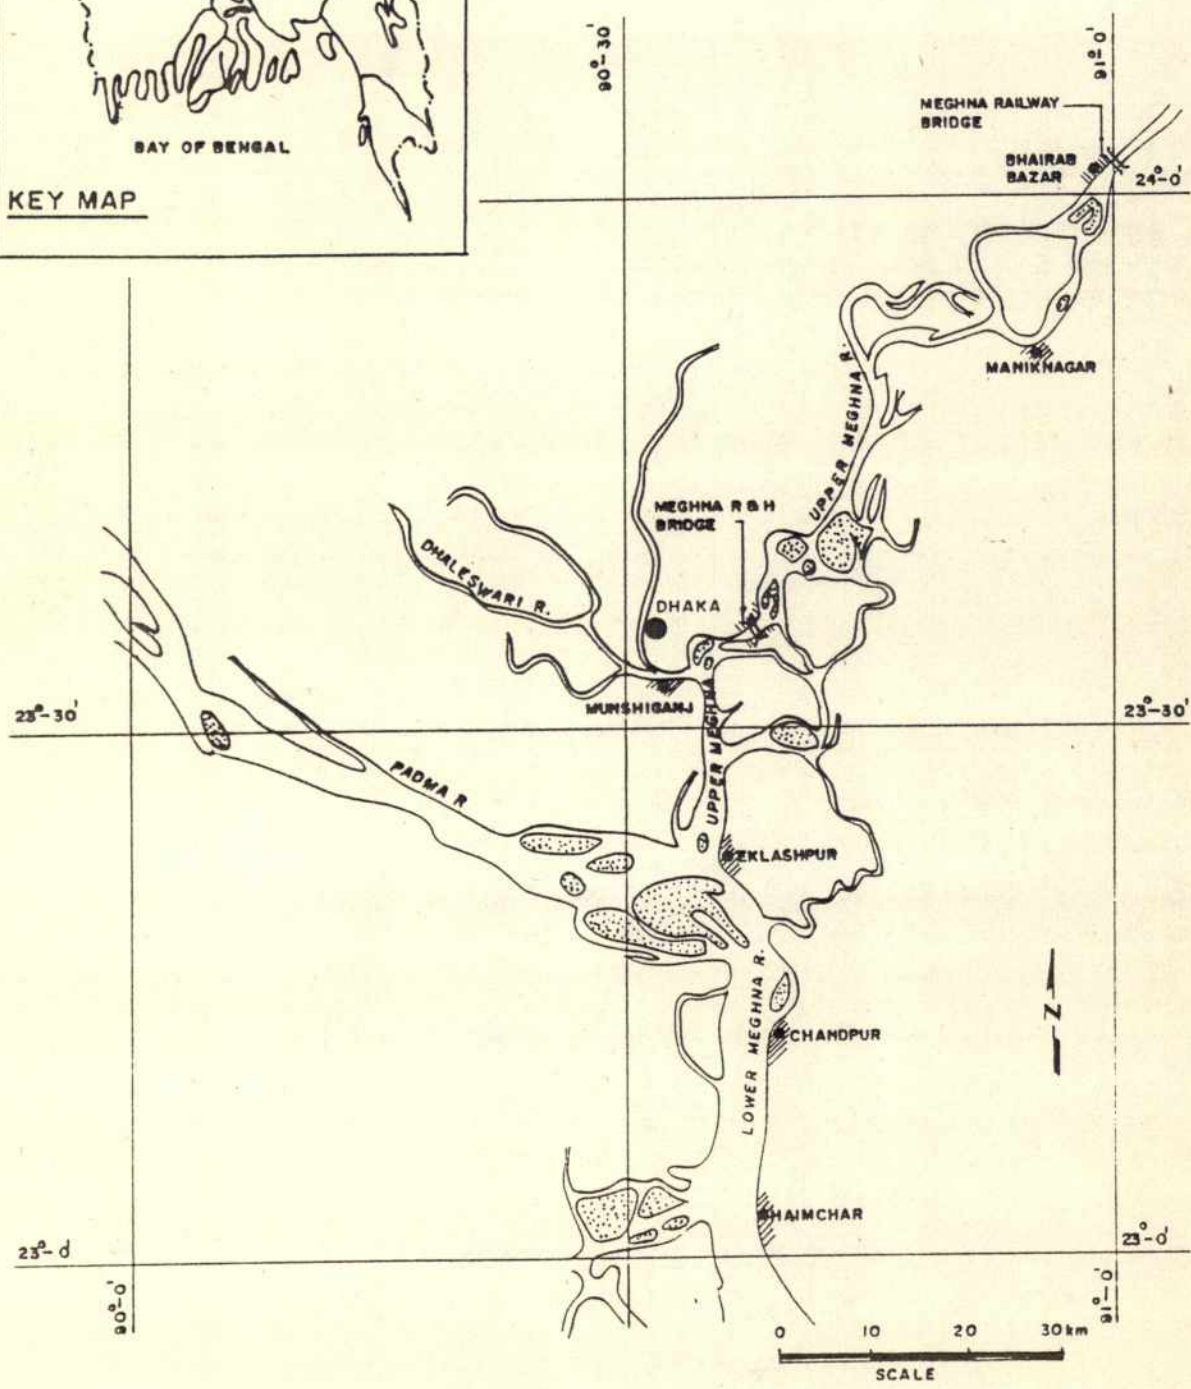 BAY OF BENGAL
KEY MAP
90°-30'
91°-0'
MEGHNA RAILWAY
BRIDGE
BHAIRAB
BAZAR
24°-0'
MANIKNAGAR
UPPER MEGHNA R.
MEGHNA R & H
BRIDGE
DHALESWARI R.
DHAKA
MUNSHIGANJ
23°-30'
23°-30'
UPPER MEGHNA
PADMA R
EKLASHPUR
LOWER MEGHNA R.
N
CHANDPUR
HAIMCHAR
23°-0'
23°-0'
90°-0'
91°-0'
0 10 20 30 km
SCALE